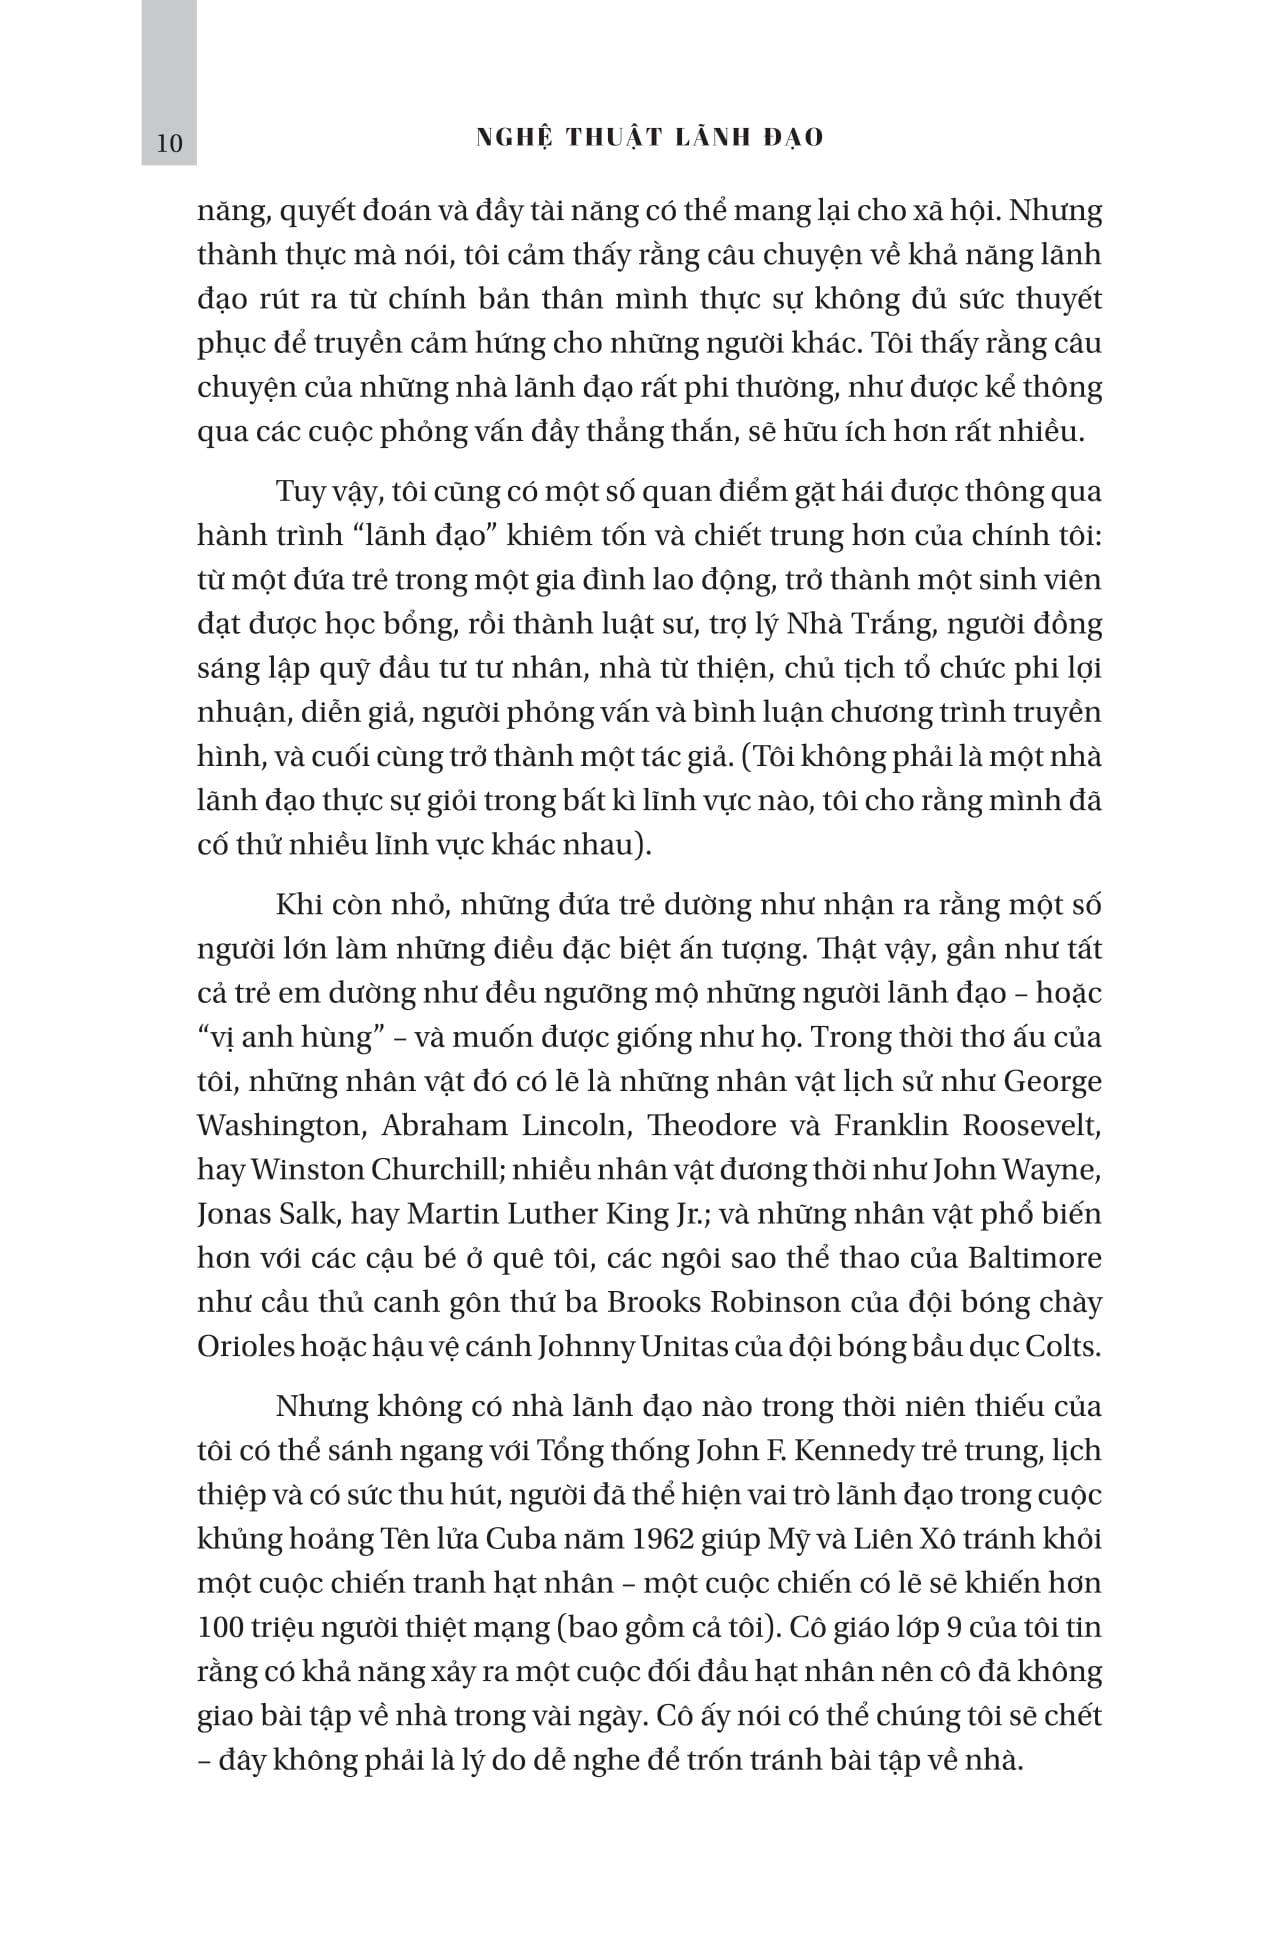 10
NGHỆ THUẬT LÃNH ĐẠO
năng, quyết đoán và đầy tài năng có thể mang lại cho xã hội. Nhưng
thành thực mà nói, tôi cảm thấy rằng câu chuyện về khả năng lãnh
đạo rút ra từ chính bản thân mình thực sự không đủ sức thuyết
phục để truyền cảm hứng cho những người khác. Tôi thấy rằng câu
chuyện của những nhà lãnh đạo rất phi thường, như được kể thông
qua các cuộc phỏng vấn đầy thẳng thắn, sẽ hữu ích hơn rất nhiều.
Tuy vậy, tôi cũng có một số quan điểm gặt hái được thông qua
hành trình “lãnh đạo” khiêm tốn và chiết trung hơn của chính tôi:
từ một đứa trẻ trong một gia đình lao động, trở thành một sinh viên
đạt được học bổng, rồi thành luật sư, trợ lý Nhà Trắng, người đồng
sáng lập quỹ đầu tư tư nhân, nhà từ thiện, chủ tịch tổ chức phi lợi
nhuận, diễn giả, người phỏng vấn và bình luận chương trình truyền
hình, và cuối cùng trở thành một tác giả. (Tôi không phải là một nhà
lãnh đạo thực sự giỏi trong bất kì lĩnh vực nào, tôi cho rằng mình đã
cố thử nhiều lĩnh vực khác nhau).
Khi còn nhỏ, những đứa trẻ dường như nhận ra rằng một số
người lớn làm những điều đặc biệt ấn tượng. Thật vậy, gần như tất
cả trẻ em dường như đều ngưỡng mộ những người lãnh đạo – hoặc
“vị anh hùng” – và muốn được giống như họ. Trong thời thơ ấu của
tôi, những nhân vật đó có lẽ là những nhân vật lịch sử như George
Washington, Abraham Lincoln, Theodore và Franklin Roosevelt,
hay Winston Churchill; nhiều nhân vật đương thời như John Wayne,
Jonas Salk, hay Martin Luther King Jr.; và những nhân vật phổ biến
hơn với các cậu bé ở quê tôi, các ngôi sao thể thao của Baltimore
như cầu thủ canh gôn thứ ba Brooks Robinson của đội bóng chày
Orioles hoặc hậu vệ cánh Johnny Unitas của đội bóng bầu dục Colts.
Nhưng không có nhà lãnh đạo nào trong thời niên thiếu của
tôi có thể sánh ngang với Tổng thống John F. Kennedy trẻ trung, lịch
thiệp và có sức thu hút, người đã thể hiện vai trò lãnh đạo trong cuộc
khủng hoảng Tên lửa Cuba năm 1962 giúp Mỹ và Liên Xô tránh khỏi
một cuộc chiến tranh hạt nhân – một cuộc chiến có lẽ sẽ khiến hơn
100 triệu người thiệt mạng (bao gồm cả tôi). Cô giáo lớp 9 của tôi tin
rằng có khả năng xảy ra một cuộc đối đầu hạt nhân nên cô đã không
giao bài tập về nhà trong vài ngày. Cô ấy nói có thể chúng tôi sẽ chết
– đây không phải là lý do dễ nghe để trốn tránh bài tập về nhà.